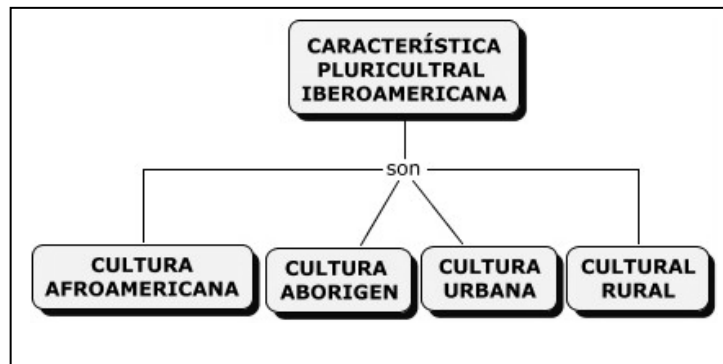 CARACTERÍSTICA
PLURICULTRAL
IBEROAMERICANA
son
CULTURA
AFROAMERICANA
CULTURA
ABORIGEN
CULTURA
URBANA
CULTURAL
RURAL